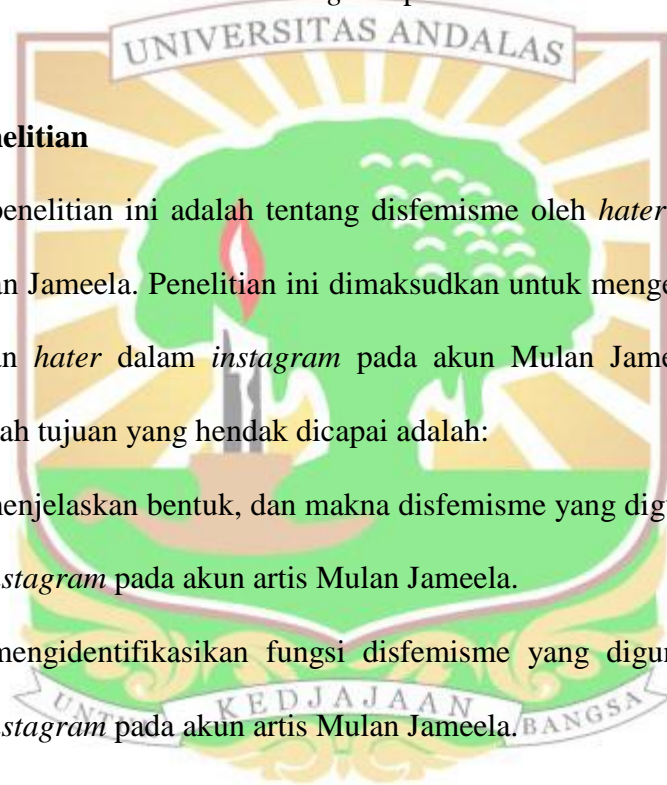 UNIVERSITAS ANDALAS
nelitian
penelitian ini adalah tentang disfemisme oleh hater
an Jameela. Penelitian ini dimaksudkan untuk menge
an hater dalam instagram pada akun Mulan Jame
ah tujuan yang hendak dicapai adalah:
menjelaskan bentuk, dan makna disfemisme yang dig
stagram pada akun artis Mulan Jameela.
mengidentifikasikan fungsi disfemisme yang digu
stagram pada akun artis Mulan Jameela.
UNTUK KEDJAJAAN BANGSA